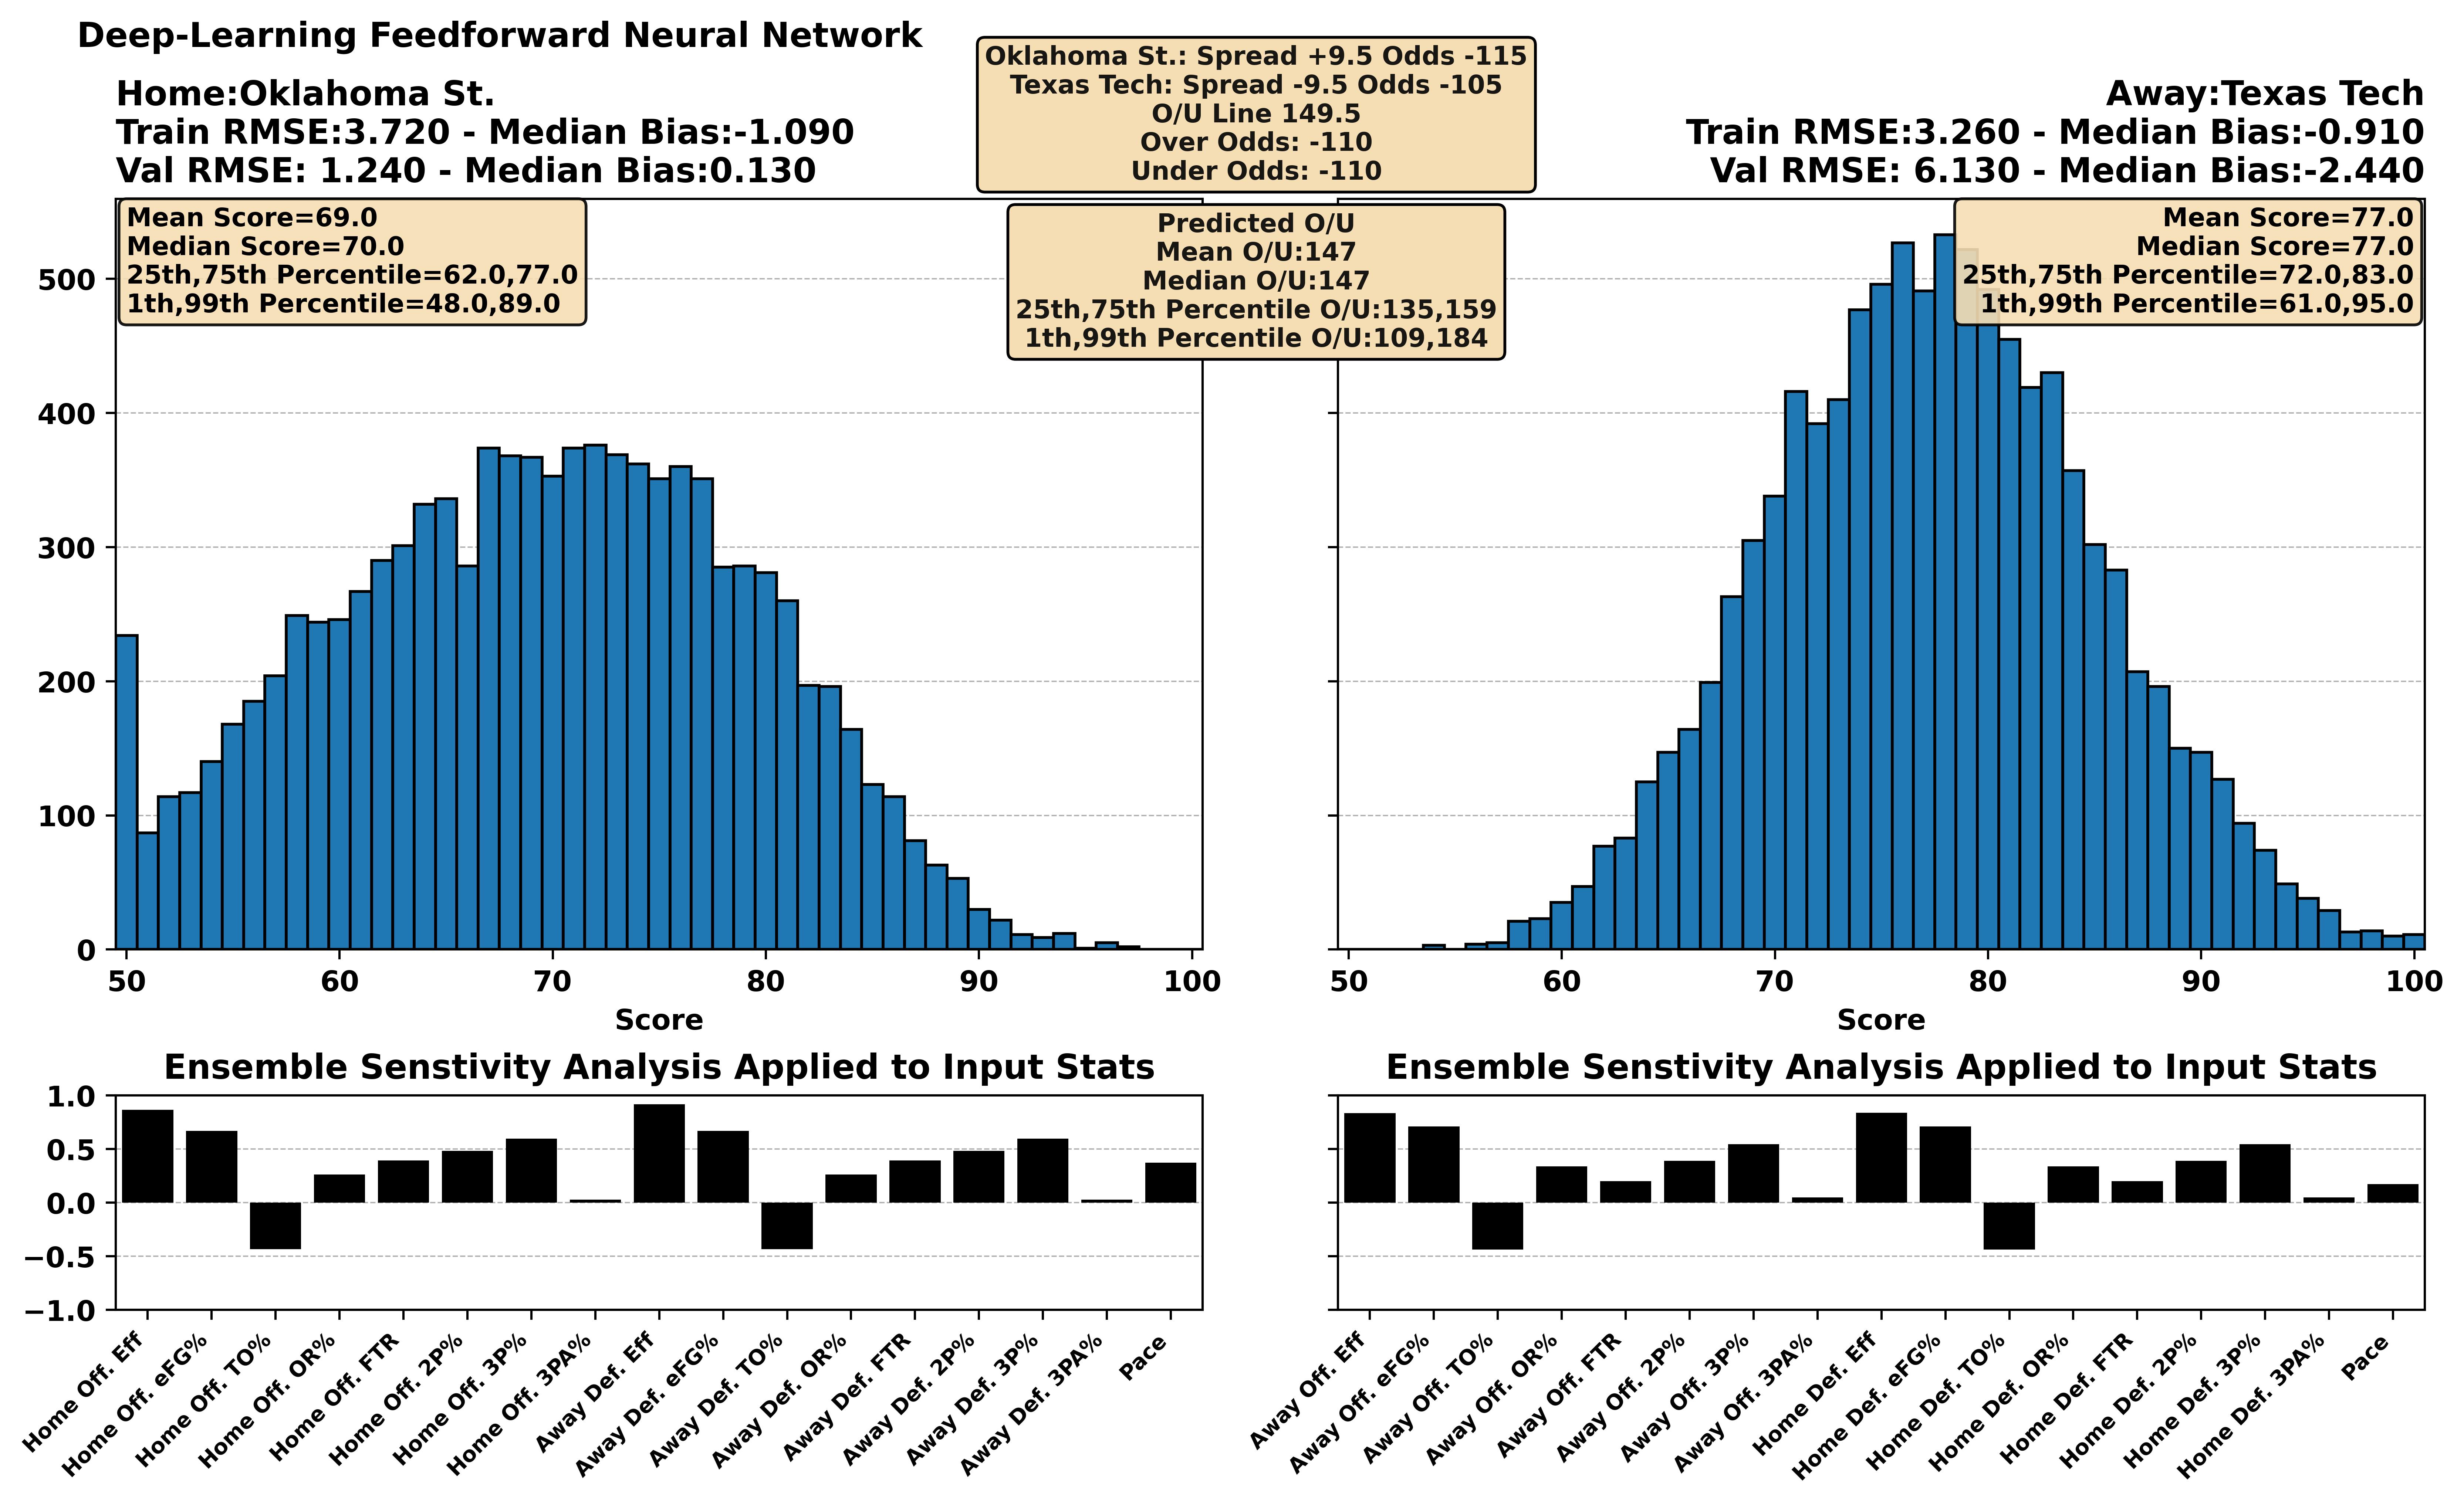 Deep-Learning Feedforward Neural Network
Home:Oklahoma St.
Train RMSE:3.720 - Median Bias:-1.090
Val RMSE: 1.240 - Median Bias:0.130
Oklahoma St.: Spread +9.5 Odds -115
Texas Tech: Spread -9.5 Odds -105
O/U Line 149.5
Over Odds: -110
Under Odds: -110
Away:Texas Tech
Train RMSE:3.260 - Median Bias:-0.910
Val RMSE: 6.130 - Median Bias:-2.440
Mean Score=69.0
Median Score=70.0
25th,75th Percentile=62.0,77.0
1th,99th Percentile=48.0,89.0
Predicted O/U
Mean O/U:147
Median O/U:147
25th,75th Percentile O/U:135,159
1th,99th Percentile O/U:109,184
Mean Score=77.0
Median Score=77.0
25th,75th Percentile=72.0,83.0
1th,99th Percentile=61.0,95.0
500
400
300
200
100
0
50 60 70 80 90 100
Score
50 60 70 80 90 100
Score
Ensemble Senstivity Analysis Applied to Input Stats
1.0
0.5
0.0
−0.5
−1.0
Home Off. Eff
Home Off. eFG%
Home Off. TO%
Home Off. OR%
Home Off. FTR
Home Off. 2P%
Home Off. 3P%
Home Off. 3PA%
Away Def. Eff
Away Def. eFG%
Away Def. TO%
Away Def. OR%
Away Def. FTR
Away Def. 2P%
Away Def. 3P%
Away Def. 3PA%
Pace
Ensemble Senstivity Analysis Applied to Input Stats
Away Off. Eff
Away Off. eFG%
Away Off. TO%
Away Off. OR%
Away Off. FTR
Away Off. 2P%
Away Off. 3P%
Away Off. 3PA%
Home Def. Eff
Home Def. eFG%
Home Def. TO%
Home Def. OR%
Home Def. FTR
Home Def. 2P%
Home Def. 3P%
Home Def. 3PA%
Pace